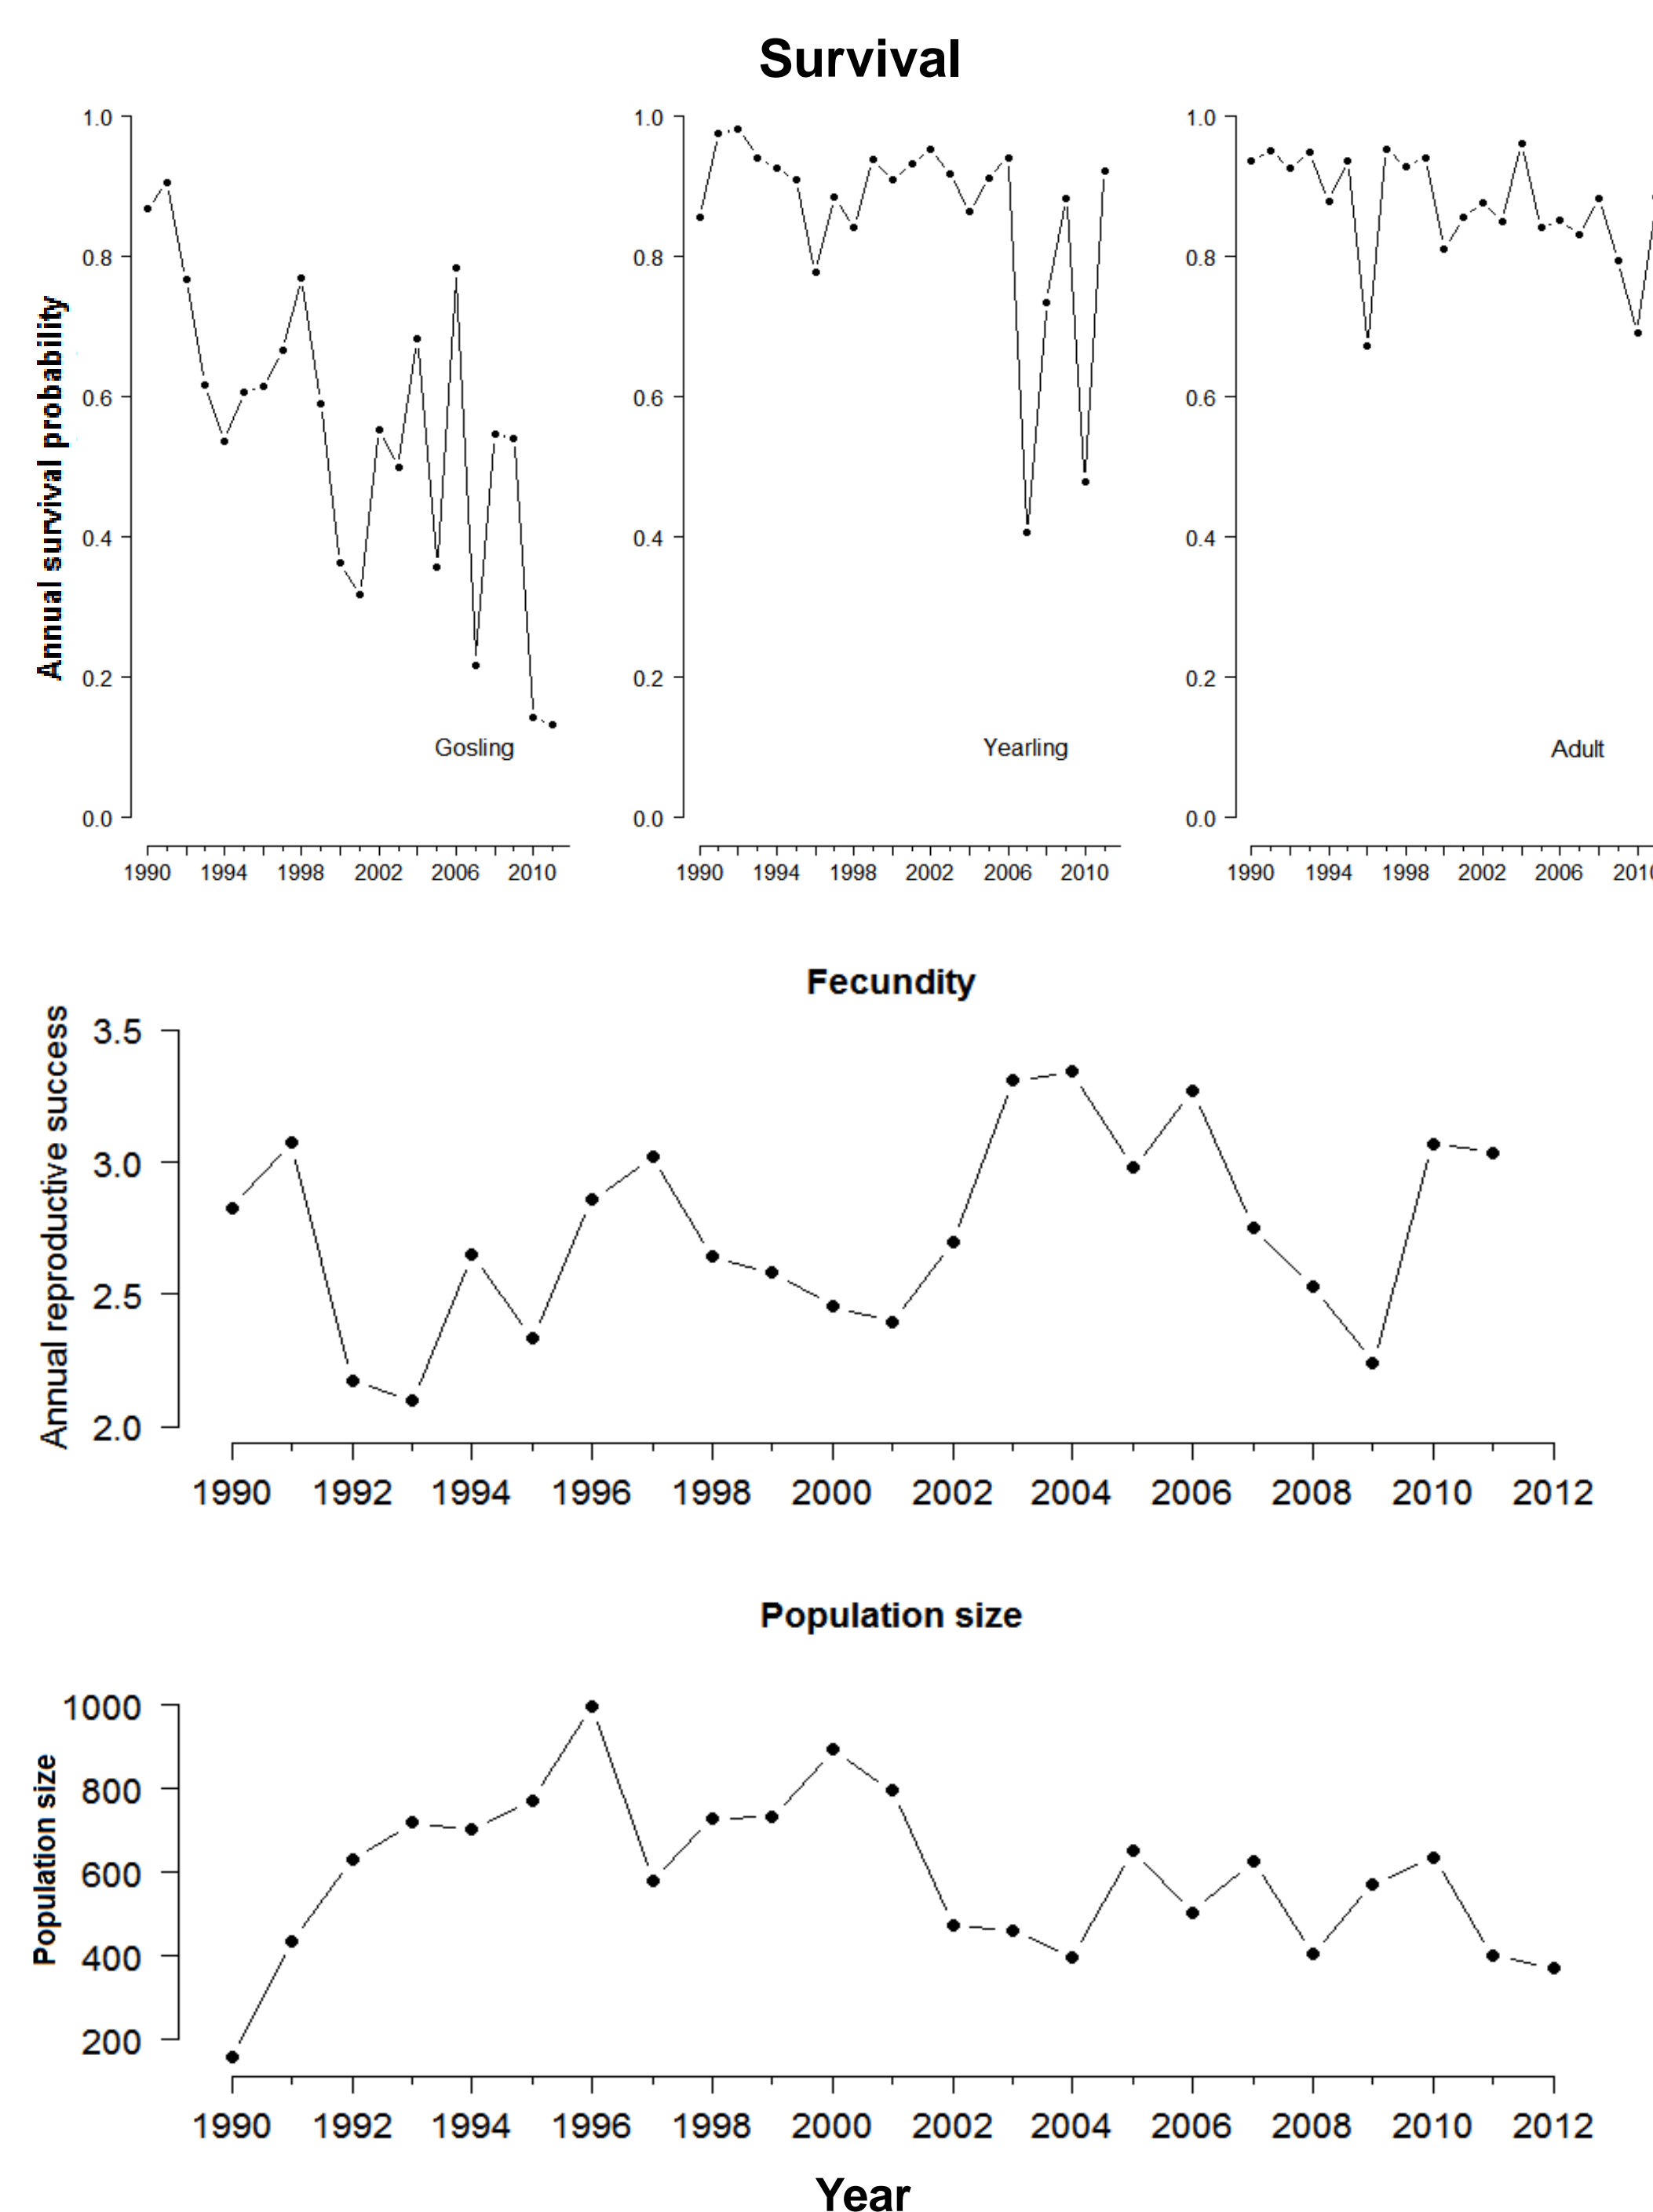 Survival
Annual survival probability
1.0
0.8
0.6
0.4
0.2
0.0
Gosling
1990 1994 1998 2002 2006 2010
1.0
0.8
0.6
0.4
0.2
0.0
Yearling
1990 1994 1998 2002 2006 2010
1.0
0.8
0.6
0.4
0.2
0.0
Adult
1990 1994 1998 2002 2006 2010
Fecundity
Annual reproductive success
3.5
3.0
2.5
2.0
1990 1992 1994 1996 1998 2000 2002 2004 2006 2008 2010 2012
Population size
Population size
1000
800
600
400
200
1990 1992 1994 1996 1998 2000 2002 2004 2006 2008 2010 2012
Year